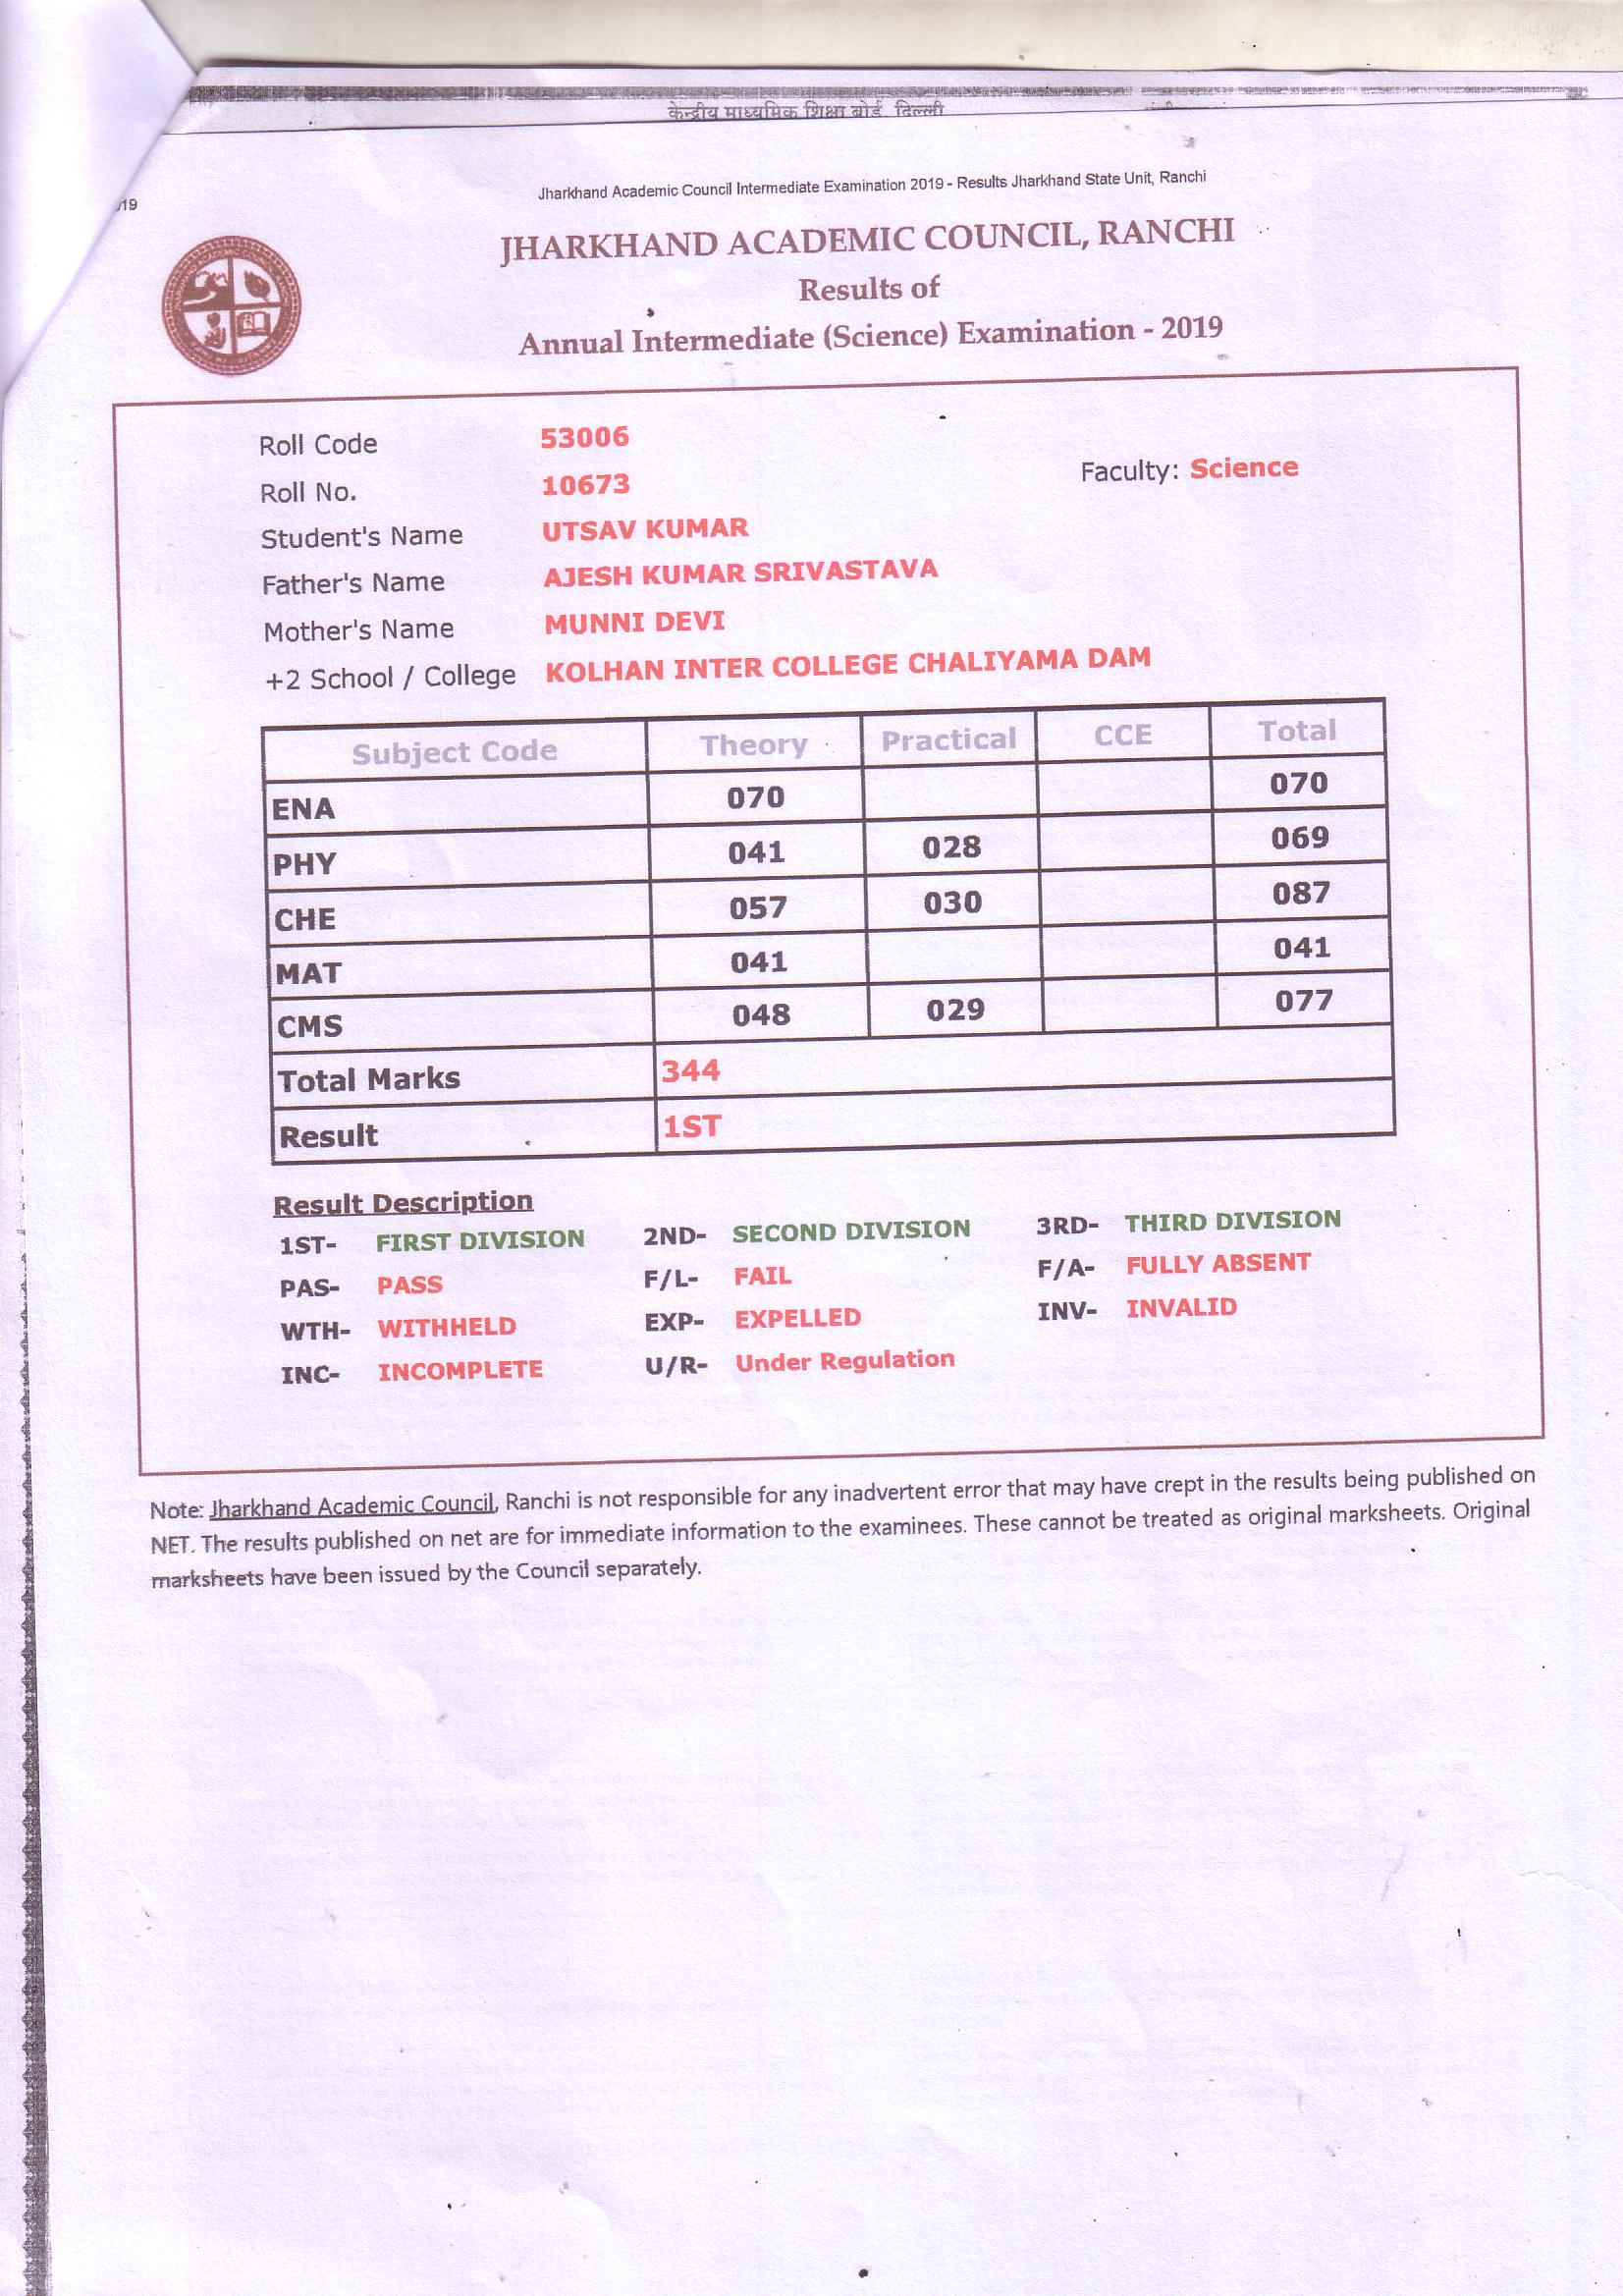 केन्द्रीय माध्यमिक शिक्षा बोर्ड, दिल्ली
Jharkhand Academic Council Intermediate Examination 2019 - Results Jharkhand State Unit, Ranchi
JHARKHAND ACADEMIC COUNCIL, RANCHI
Results of
Annual Intermediate (Science) Examination - 2019
Roll Code 53006
Faculty: Science
Roll No. 10673
Student's Name UTSAV KUMAR
Father's Name AJESH KUMAR SRIVASTAVA
Mother's Name MUNNI DEVI
+2 School / College KOLHAN INTER COLLEGE CHALIYAMA DAM
Subject Code Theory Practical CCE Total
ENA 070 070
PHY 041 028 069
CHE 057 030 087
MAT 041 041
CMS 048 029 077
Total Marks 344
Result 1ST
Result Description
1ST- FIRST DIVISION 2ND- SECOND DIVISION 3RD- THIRD DIVISION
PAS- PASS F/L- FAIL F/A- FULLY ABSENT
WTH- WITHHELD EXP- EXPELLED INV- INVALID
INC- INCOMPLETE U/R- Under Regulation
Note: Jharkhand Academic Council, Ranchi is not responsible for any inadvertent error that may have crept in the results being published on
NET. The results published on net are for immediate information to the examinees. These cannot be treated as original marksheets. Original
marksheets have been issued by the Council separately.